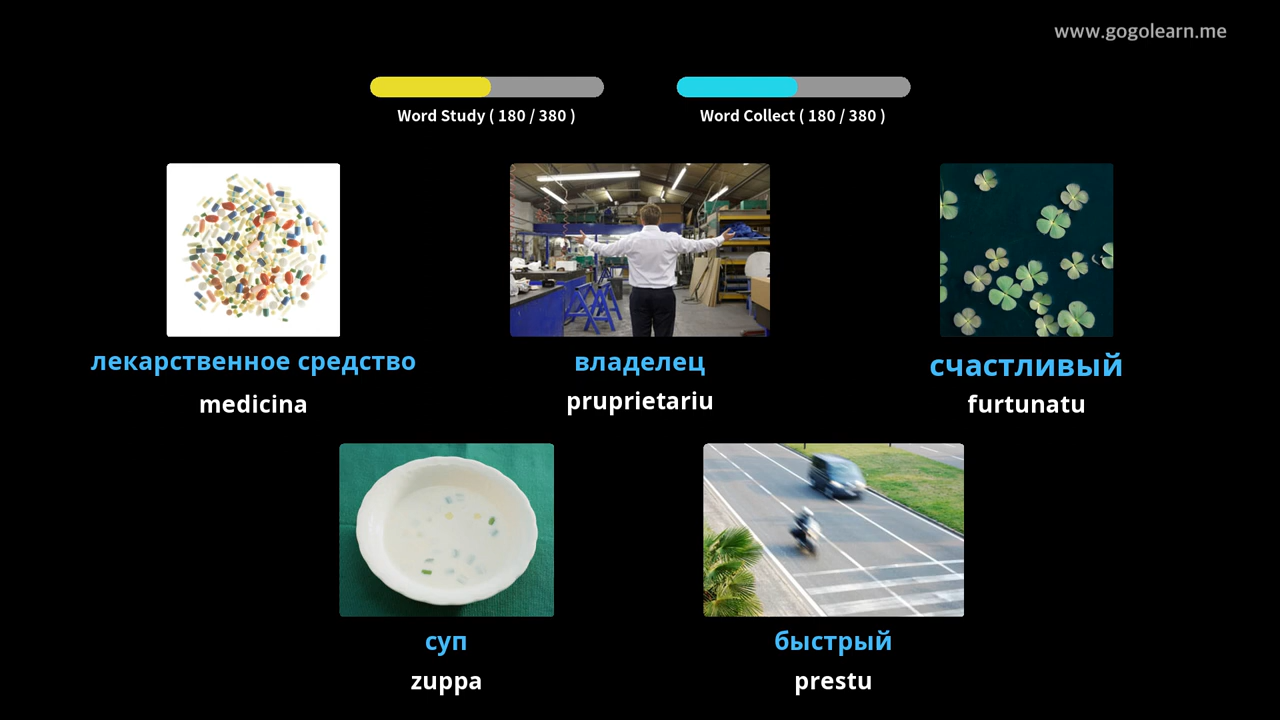 www.gogolearn.me
Word Study ( 180 / 380 )
Word Collect ( 180 / 380 )
лекарственное средство
medicina
владелец
pruprietariu
счастливый
furtunatu
суп
zuppa
быстрый
prestu